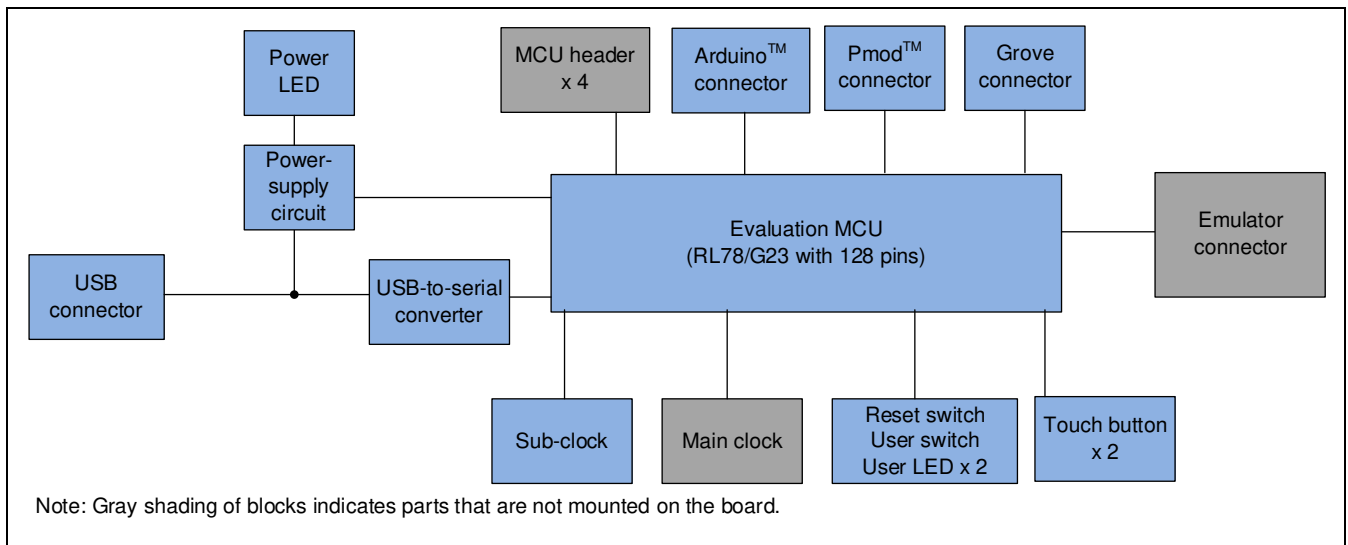 Power
LED
MCU header
x 4
Arduino™
connector
Pmod™
connector
Grove
connector
Power-
supply
circuit
Evaluation MCU
(RL78/G23 with 128 pins)
Emulator
connector
USB
connector
USB-to-serial
converter
Sub-clock
Main clock
Reset switch
User switch
User LED x 2
Touch button
x 2
Note: Gray shading of blocks indicates parts that are not mounted on the board.